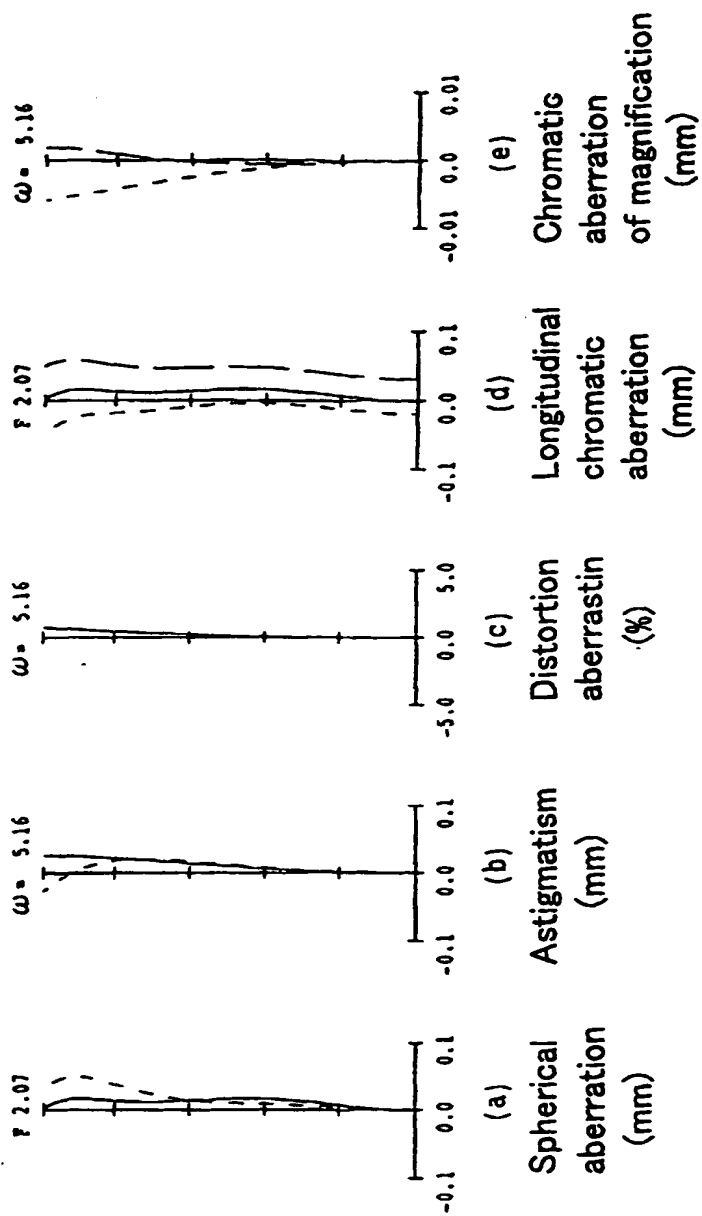 F 2.07
-0.1 0.0 0.1
(a)
Spherical
aberration
(mm)
ω= 5.16
-0.1 0.0 0.1
(b)
Astigmatism
(mm)
ω= 5.16
-5.0 0.0 5.0
(c)
Distortion
aberrastin
(%)
F 2.07
-0.1 0.0 0.1
(d)
Longitudinal
chromatic
aberration
(mm)
ω= 5.16
-0.01 0.0 0.01
(e)
Chromatic
aberration
of magnification
(mm)